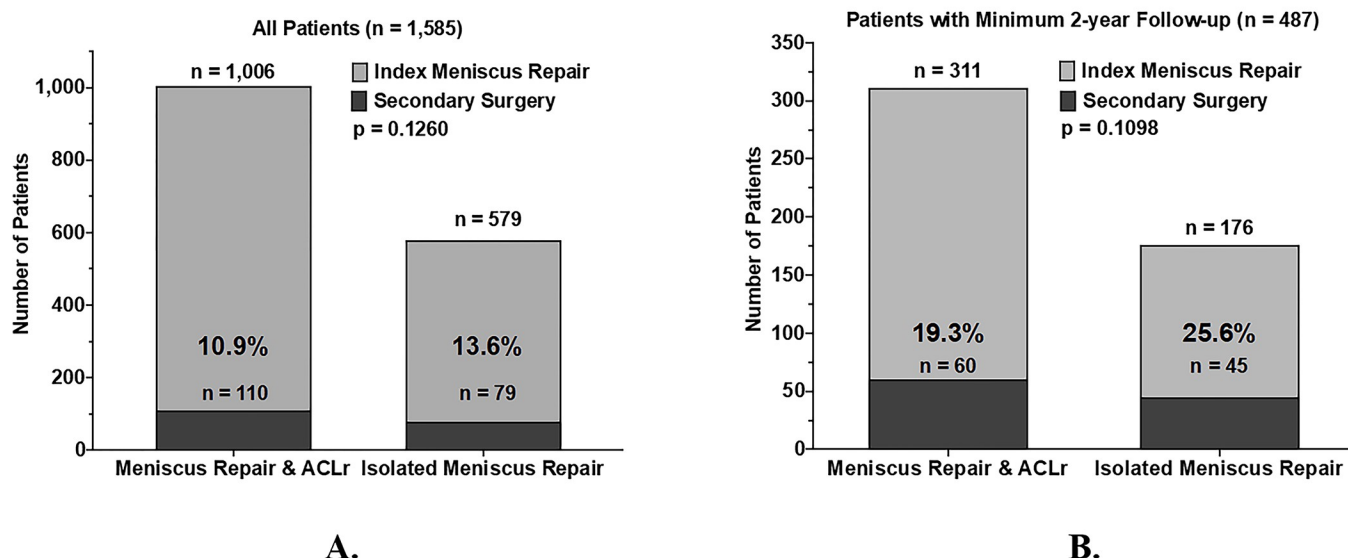 All Patients (n = 1,585)
n = 1,006
Index Meniscus Repair
Secondary Surgery
p = 0.1260
n = 579
1,000
800
600
400
200
0
Number of Patients
10.9%
n = 110
13.6%
n = 79
Meniscus Repair & ACLr
Isolated Meniscus Repair
A.
Patients with Minimum 2-year Follow-up (n = 487)
n = 311
Index Meniscus Repair
Secondary Surgery
p = 0.1098
n = 176
350
300
250
200
150
100
50
0
Number of Patients
19.3%
n = 60
25.6%
n = 45
Meniscus Repair & ACLr
Isolated Meniscus Repair
B.